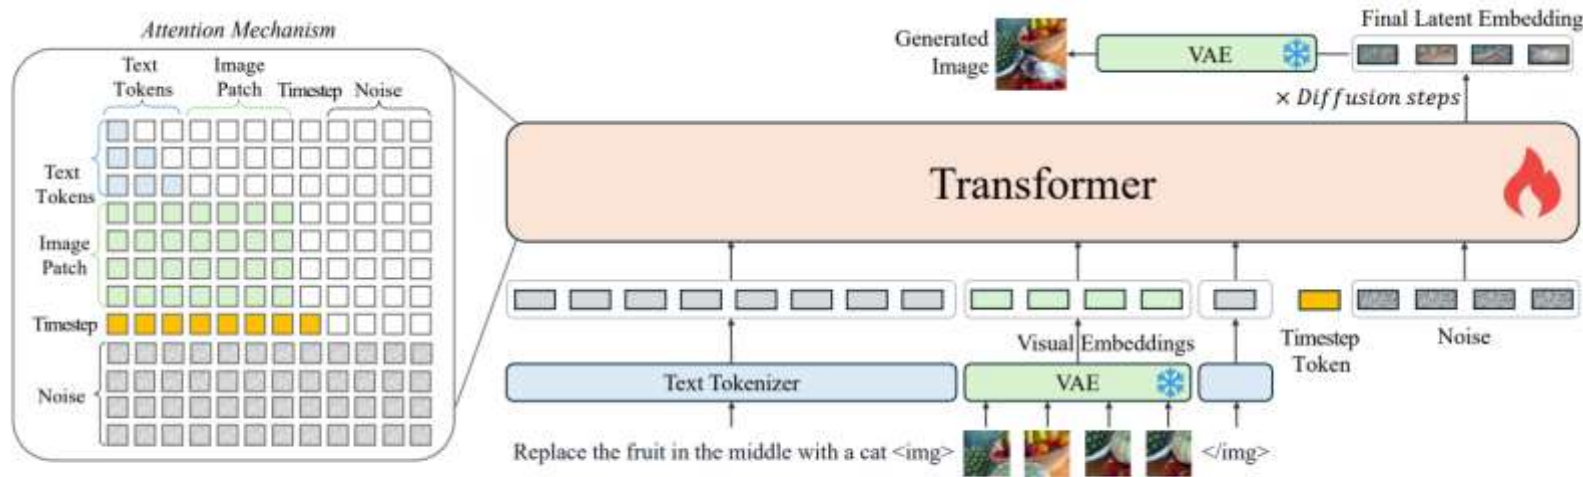 Attention Mechanism
Text
Tokens
Image
Patch
Timestep
Noise
Text
Tokens
Image
Patch
Timestep
Noise
Generated
Image
VAE
Final Latent Embedding
× Diffusion steps
Transformer
Visual Embeddings
Timestep
Token
Noise
Text Tokenizer
VAE
Replace the fruit in the middle with a cat <img>
</img>